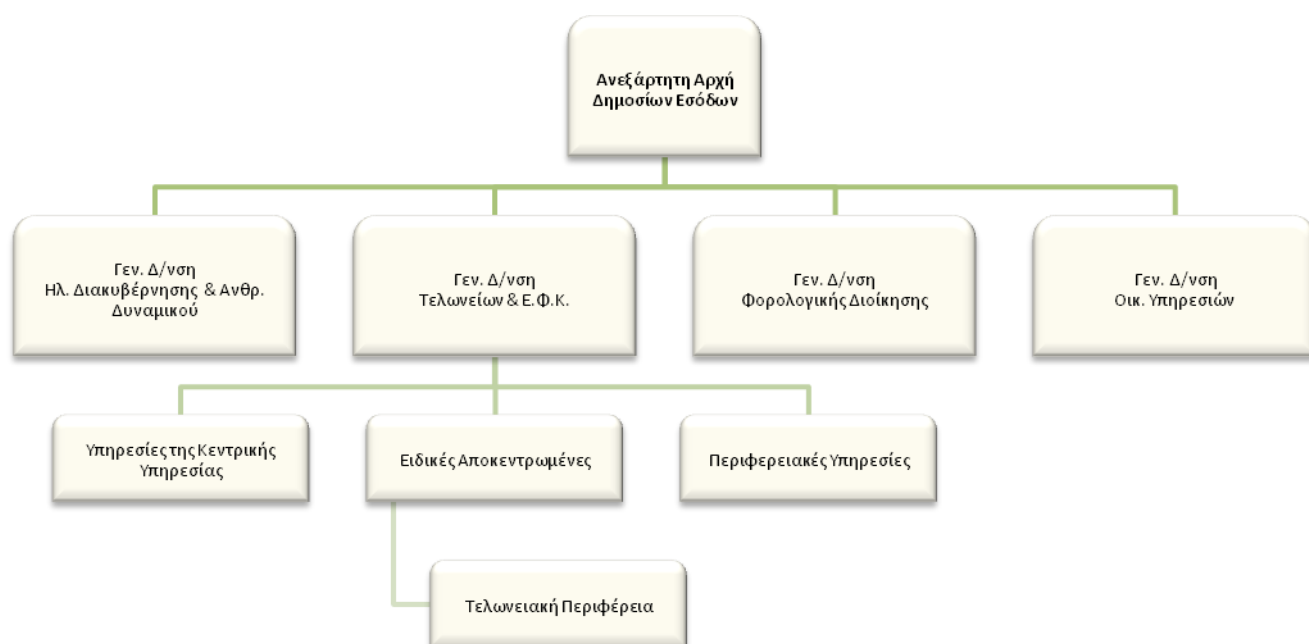 Ανεξάρτητη Αρχή
Δημοσίων Εσόδων
Γεν. Δ/νση
Ηλ. Διακυβέρνησης & Ανθρ.
Δυναμικού
Γεν. Δ/νση
Τελωνείων & Ε.Φ.Κ.
Γεν. Δ/νση
Φορολογικής Διοίκησης
Γεν. Δ/νση
Οικ. Υπηρεσιών
Υπηρεσίες της Κεντρικής
Υπηρεσίας
Ειδικές Αποκεντρωμένες
Περιφερειακές Υπηρεσίες
Τελωνειακή Περιφέρεια